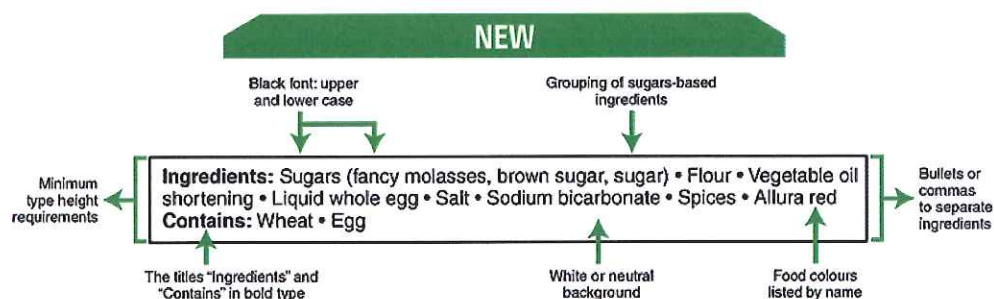 NEW
Black font: upper
and lower case
Grouping of sugars-based
ingredients
Minimum
type height
requirements
Ingredients: Sugars (fancy molasses, brown sugar, sugar) • Flour • Vegetable oil
shortening • Liquid whole egg • Salt • Sodium bicarbonate • Spices • Allura red
Contains: Wheat • Egg
Bullets or
commas
to separate
ingredients
The titles "Ingredients" and
"Contains" in bold type
White or neutral
background
Food colours
listed by name